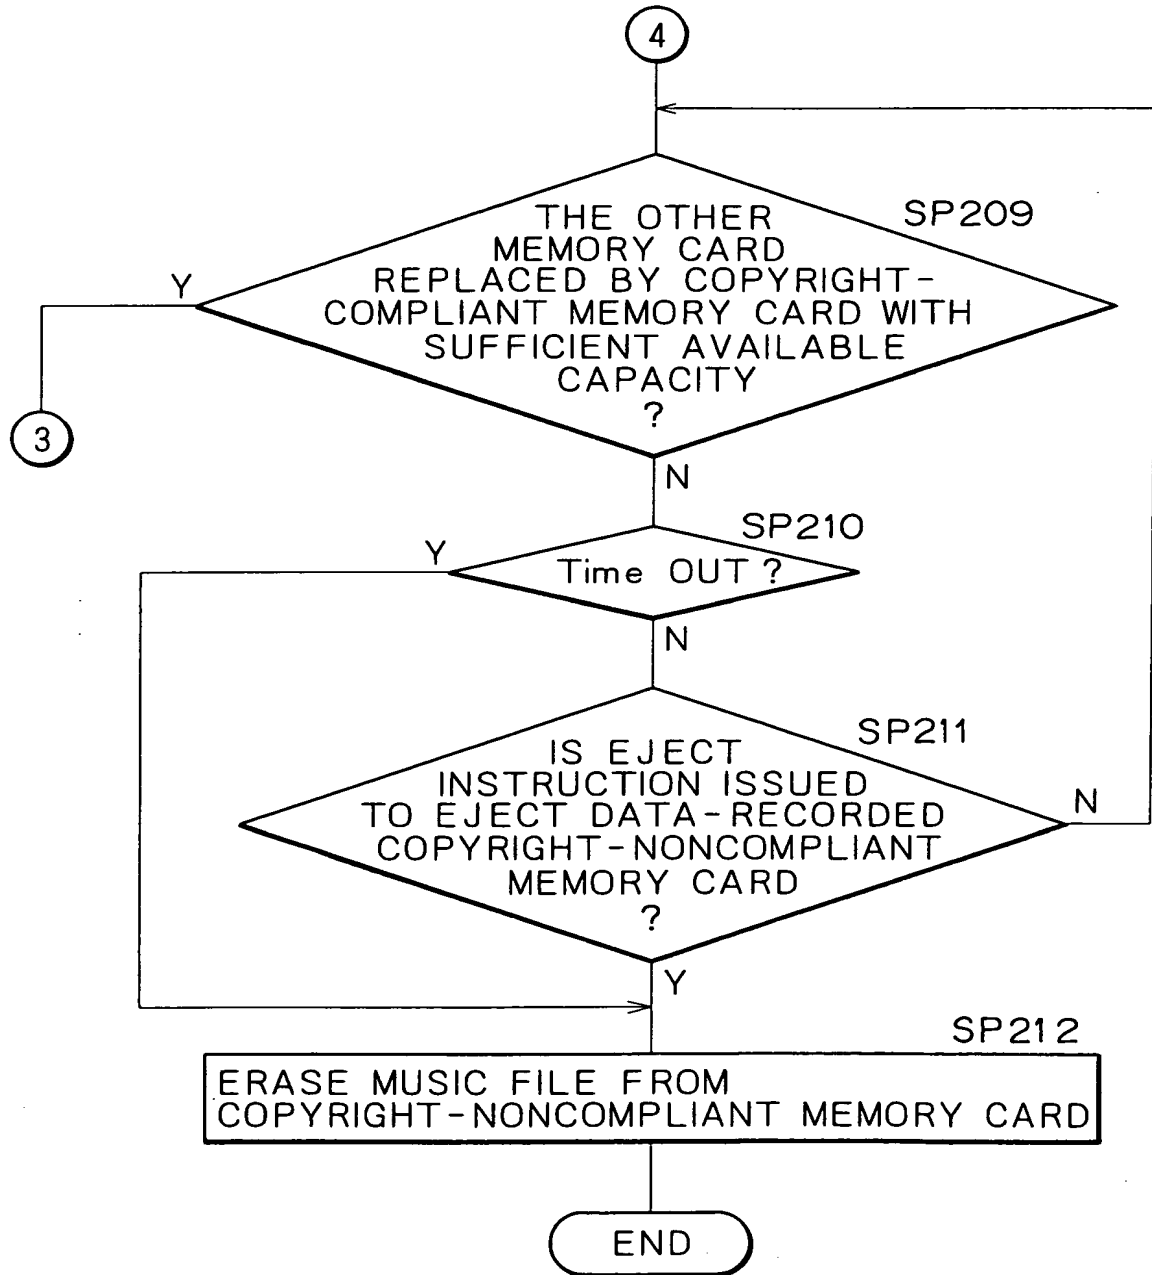 4
SP209
THE OTHER
MEMORY CARD
REPLACED BY COPYRIGHT-
COMPLIANT MEMORY CARD WITH
SUFFICIENT AVAILABLE
CAPACITY
?
Y
3
N
SP210
Y
Time OUT ?
N
SP211
IS EJECT
INSTRUCTION ISSUED
TO EJECT DATA-RECORDED
COPYRIGHT-NONCOMPLIANT
MEMORY CARD
?
N
Y
SP212
ERASE MUSIC FILE FROM
COPYRIGHT-NONCOMPLIANT MEMORY CARD
END